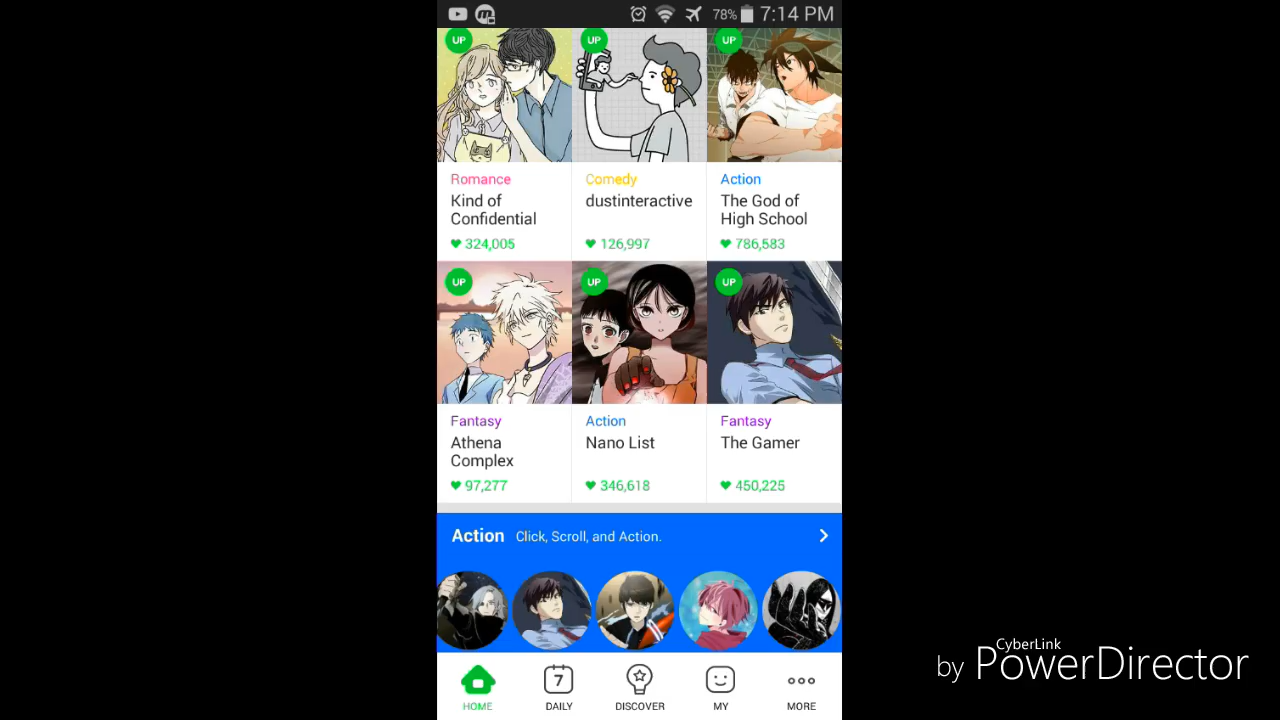 78% 7:14 PM
UP UP UP
Romance
Kind of
Confidential
324,005
Comedy
dustinteractive
126,997
Action
The God of
High School
786,583
UP UP UP
Fantasy
Athena
Complex
97,277
Action
Nano List
346,618
Fantasy
The Gamer
450,225
Action Click, Scroll, and Action.
7
HOME DAILY DISCOVER MY MORE
CyberLink
by PowerDirector